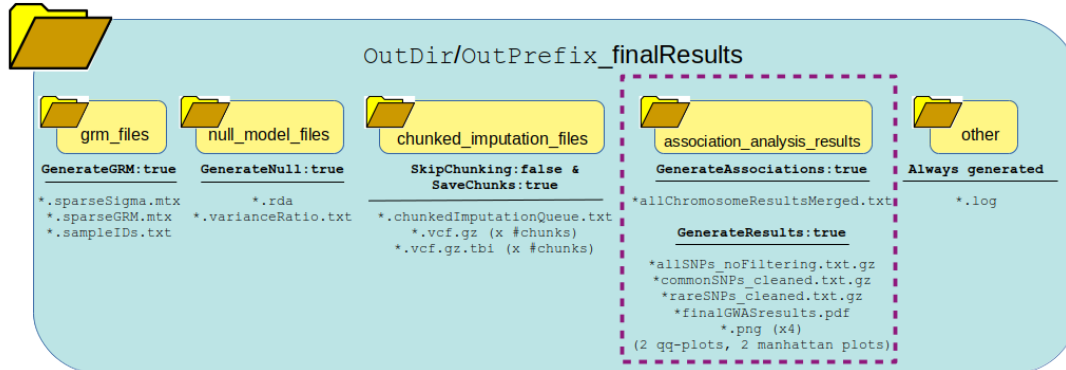 OutDir/OutPrefix_finalResults
grm_files
GenerateGRM:true
*.sparseSigma.mtx
*.sparseGRM.mtx
*.sampleIDs.txt
null_model_files
GenerateNull:true
*.rda
*.varianceRatio.txt
chunked_imputation_files
SkipChunking:false &
SaveChunks:true
*.chunkedImputationQueue.txt
*.vcf.gz (x #chunks)
*.vcf.gz.tbi (x #chunks)
association_analysis_results
GenerateAssociations:true
*allChromosomeResultsMerged.txt
GenerateResults:true
*allSNPs_noFiltering.txt.gz
*commonSNPs_cleaned.txt.gz
*rareSNPs_cleaned.txt.gz
*finalGWASresults.pdf
*.png (x4)
(2 qq-plots, 2 manhattan plots)
other
Always generated
*.log